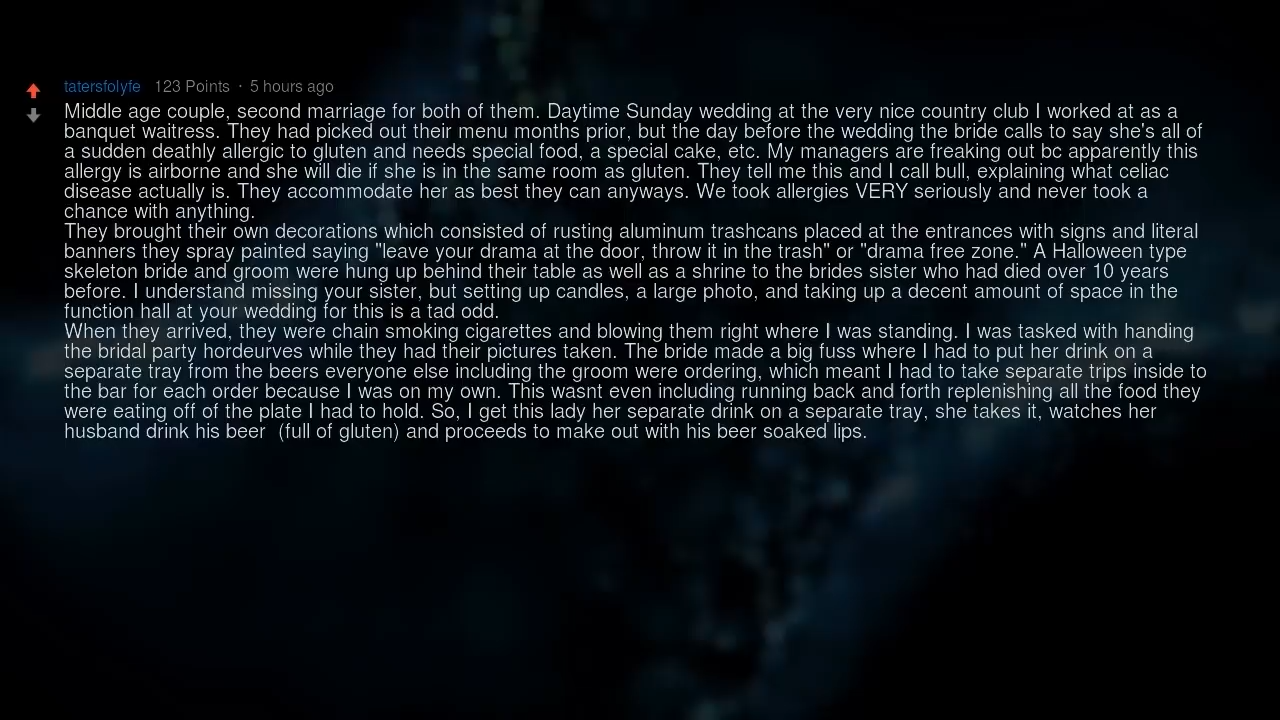 tatersfolyfe 123 Points · 5 hours ago
Middle age couple, second marriage for both of them. Daytime Sunday wedding at the very nice country club I worked at as a
banquet waitress. They had picked out their menu months prior, but the day before the wedding the bride calls to say she's all of
a sudden deathly allergic to gluten and needs special food, a special cake, etc. My managers are freaking out bc apparently this
allergy is airborne and she will die if she is in the same room as gluten. They tell me this and I call bull, explaining what celiac
disease actually is. They accommodate her as best they can anyways. We took allergies VERY seriously and never took a
chance with anything.
They brought their own decorations which consisted of rusting aluminum trashcans placed at the entrances with signs and literal
banners they spray painted saying "leave your drama at the door, throw it in the trash" or "drama free zone." A Halloween type
skeleton bride and groom were hung up behind their table as well as a shrine to the brides sister who had died over 10 years
before. I understand missing your sister, but setting up candles, a large photo, and taking up a decent amount of space in the
function hall at your wedding for this is a tad odd.
When they arrived, they were chain smoking cigarettes and blowing them right where I was standing. I was tasked with handing
the bridal party hordeurves while they had their pictures taken. The bride made a big fuss where I had to put her drink on a
separate tray from the beers everyone else including the groom were ordering, which meant I had to take separate trips inside to
the bar for each order because I was on my own. This wasnt even including running back and forth replenishing all the food they
were eating off of the plate I had to hold. So, I get this lady her separate drink on a separate tray, she takes it, watches her
husband drink his beer  (full of gluten) and proceeds to make out with his beer soaked lips.